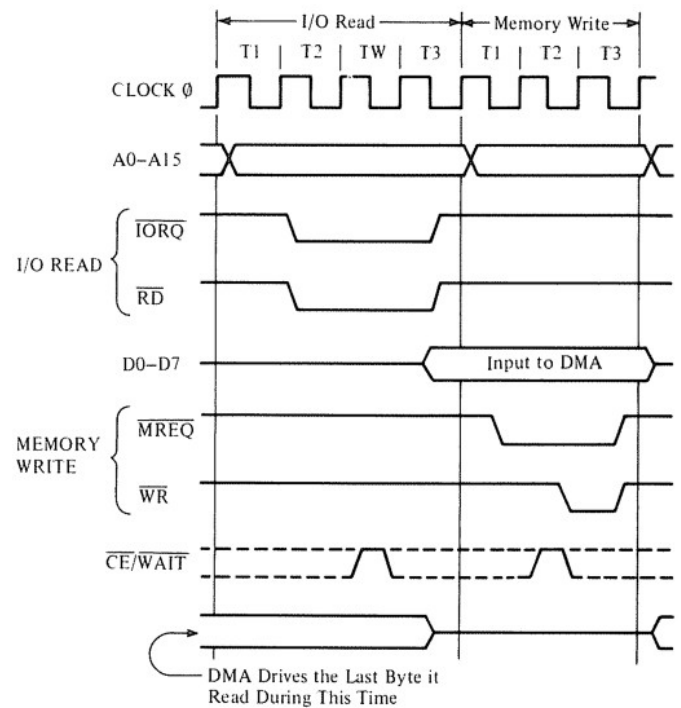 I/O Read
Memory Write
T1 T2 TW T3 T1 T2 T3
CLOCK Φ
A0–A15
I/O READ
IORQ
RD
D0–D7
Input to DMA
MEMORY
WRITE
MREQ
WR
CE/WAIT
DMA Drives the Last Byte it
Read During This Time